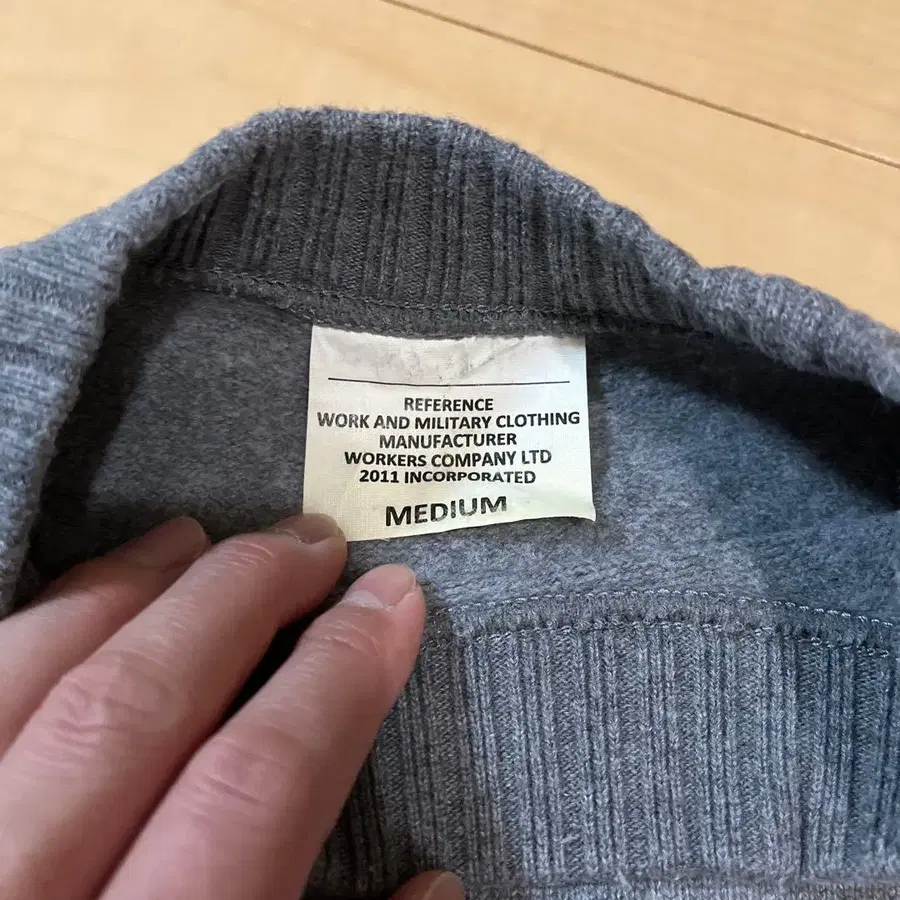 REFERENCE
WORK AND MILITARY CLOTHING
MANUFACTURER
WORKERS COMPANY LTD
2011 INCORPORATED
MEDIUM